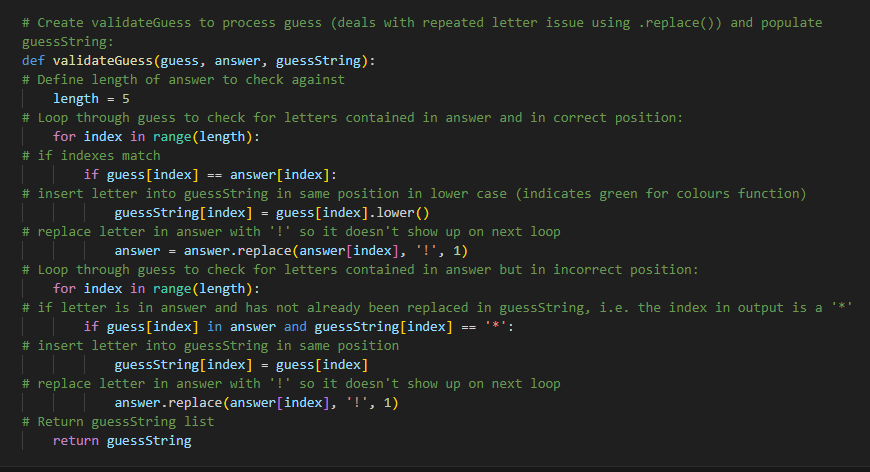 # Create validateGuess to process guess (deals with repeated letter issue using .replace()) and populate
guessString:
def validateGuess(guess, answer, guessString):
# Define length of answer to check against
    length = 5
# Loop through guess to check for letters contained in answer and in correct position:
    for index in range(length):
# if indexes match
        if guess[index] == answer[index]:
# insert letter into guessString in same position in lower case (indicates green for colours function)
            guessString[index] = guess[index].lower()
# replace letter in answer with '!' so it doesn't show up on next loop
            answer = answer.replace(answer[index], '!', 1)
# Loop through guess to check for letters contained in answer but in incorrect position:
    for index in range(length):
# if letter is in answer and has not already been replaced in guessString, i.e. the index in output is a '*'
        if guess[index] in answer and guessString[index] == '*':
# insert letter into guessString in same position
            guessString[index] = guess[index]
# replace letter in answer with '!' so it doesn't show up on next loop
            answer.replace(answer[index], '!', 1)
# Return guessString list
    return guessString